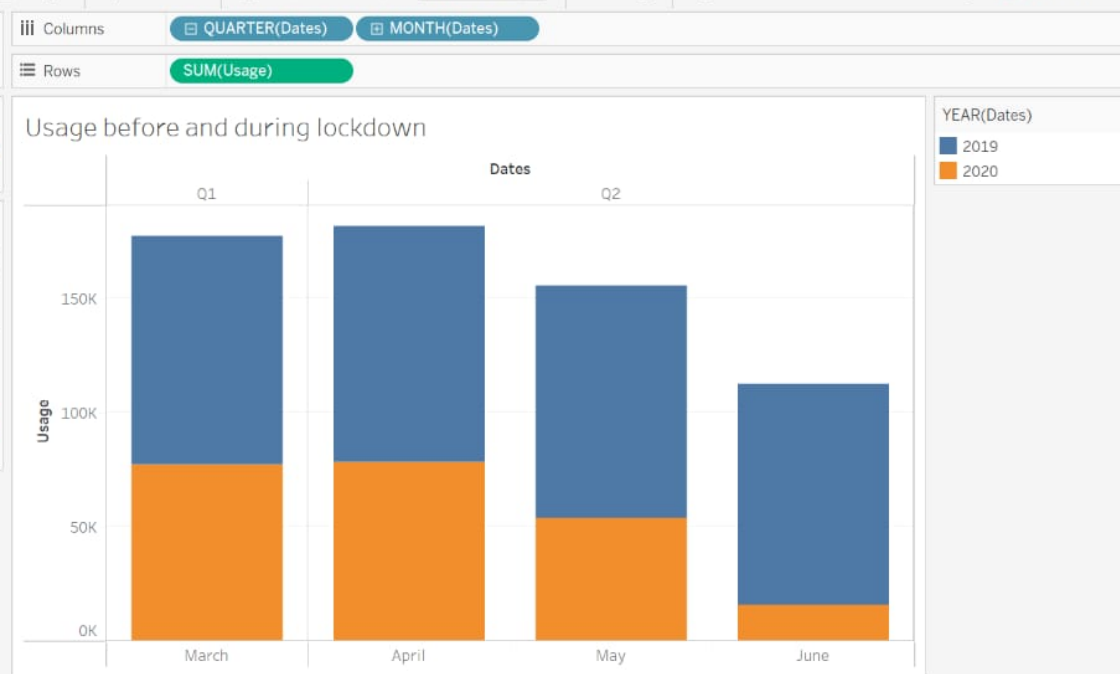 Columns QUARTER(Dates) MONTH(Dates)
Rows SUM(Usage)
Usage before and during lockdown
YEAR(Dates)
2019
2020
Dates
Q1 Q2
Usage
150K
100K
50K
0K
March April May June